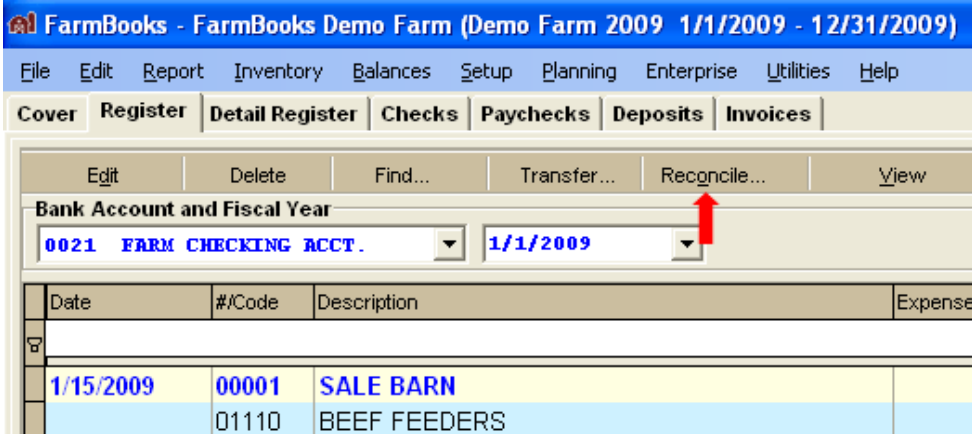 FarmBooks - FarmBooks Demo Farm (Demo Farm 2009 1/1/2009 - 12/31/2009)
File Edit Report Inventory Balances Setup Planning Enterprise Utilities Help
Cover Register Detail Register Checks Paychecks Deposits Invoices
Edit Delete Find... Transfer... Reconcile... View
Bank Account and Fiscal Year
0021 FARM CHECKING ACCT. 1/1/2009
Date #/Code Description Expense
1/15/2009 00001 SALE BARN
01110 BEEF FEEDERS